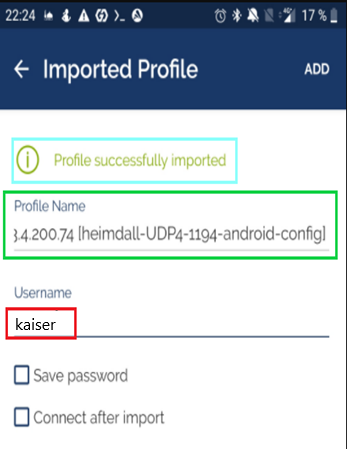 22:24 17 %
Imported Profile ADD
Profile successfully imported
Profile Name
3.4.200.74 [heimdall-UDP4-1194-android-config]
Username
kaiser
Save password
Connect after import